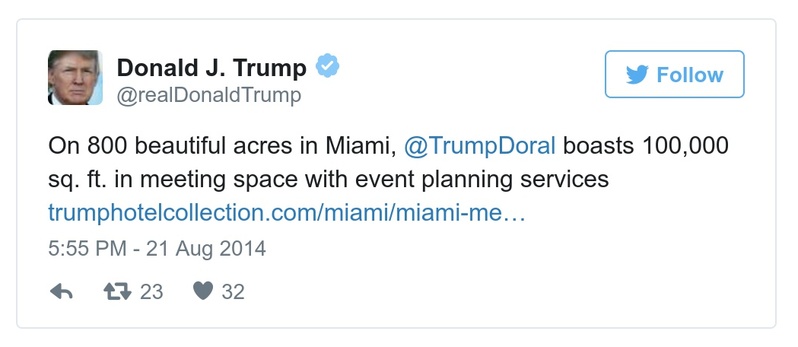 Donald J. Trump
Follow
@realDonaldTrump
On 800 beautiful acres in Miami, @TrumpDoral boasts 100,000
sq. ft. in meeting space with event planning services
trumphotelcollection.com/miami/miami-me…
5:55 PM - 21 Aug 2014
23 32